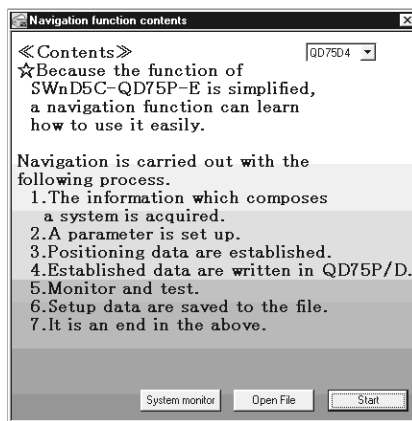 Navigation function contents
≪Contents≫
QD75D4
☆Because the function of
SWnD5C-QD75P-E is simplified,
a navigation function can learn
how to use it easily.
Navigation is carried out with the
following process.
1.The information which composes
a system is acquired.
2.A parameter is set up.
3.Positioning data are established.
4.Established data are written in QD75P/D.
5.Monitor and test.
6.Setup data are saved to the file.
7.It is an end in the above.
System monitor
Open File
Start